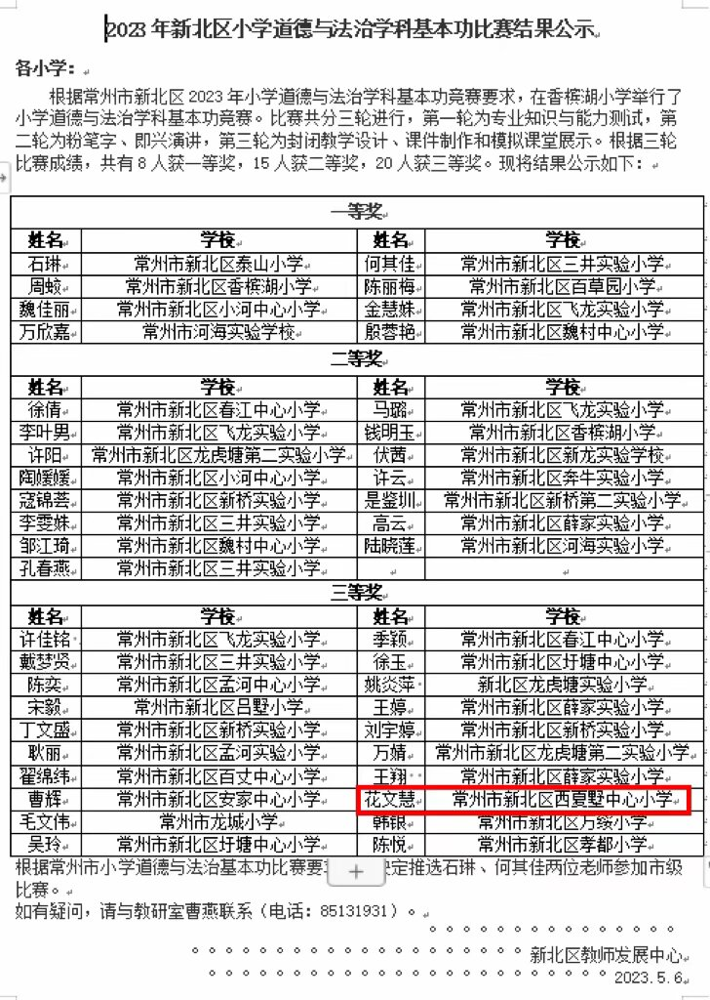 2023 年新北区小学道德与法治学科基本功比赛结果公示
各小学：
根据常州市新北区 2023 年小学道德与法治学科基本功竞赛要求，在香槟湖小学举行了
小学道德与法治学科基本功竞赛。比赛共分三轮进行，第一轮为专业知识与能力测试，第
二轮为粉笔字、即兴演讲，第三轮为封闭教学设计、课件制作和模拟课堂展示。根据三轮
比赛成绩，共有 8 人获一等奖，15 人获二等奖，20 人获三等奖。现将结果公示如下：
一等奖
姓名 学校 姓名 学校
石琳 常州市新北区泰山小学 何其佳 常州市新北区三井实验小学
周蛟 常州市新北区香槟湖小学 陈丽梅 常州市新北区百草园小学
魏佳丽 常州市新北区小河中心小学 金慧姝 常州市新北区飞龙实验小学
万欣嘉 常州市河海实验学校 殷蓉艳 常州市新北区魏村中心小学
二等奖
姓名 学校 姓名 学校
徐倩 常州市新北区春江中心小学 马璐 常州市新北区飞龙实验小学
李叶男 常州市新北区飞龙实验小学 钱明玉 常州市新北区香槟湖小学
许阳 常州市新北区龙虎塘第二实验小学 伏茜 常州市新北区新龙实验学校
陶媛媛 常州市新北区小河中心小学 许云 常州市新北区奔牛实验小学
寇锦荟 常州市新北区新桥实验小学 是鉴圳 常州市新北区新桥第二实验小学
李雯姝 常州市新北区三井实验小学 高云 常州市新北区薛家实验小学
邹江琦 常州市新北区魏村中心小学 陆晓莲 常州市新北区河海实验小学
孔春燕 常州市新北区三井实验小学
三等奖
姓名 学校 姓名 学校
许佳铭 常州市新北区飞龙实验小学 季颖 常州市新北区春江中心小学
戴梦贤 常州市新北区三井实验小学 徐玉 常州市新北区圩塘中心小学
陈奕 常州市新北区孟河中心小学 姚炎萍 新北区龙虎塘实验小学
宋毅 常州市新北区吕墅小学 王婷 常州市新北区薛家实验小学
丁文盛 常州市新北区新桥实验小学 刘宇婷 常州市新北区新桥实验小学
耿丽 常州市新北区孟河实验小学 万婧 常州市新北区龙虎塘第二实验小学
翟绵纬 常州市新北区百丈中心小学 王翔 常州市新北区薛家实验小学
曹辉 常州市新北区安家中心小学 花文慧 常州市新北区西夏墅中心小学
毛文伟 常州市龙城小学 韩银 常州市新北区万绥小学
吴玲 常州市新北区圩塘中心小学 陈悦 常州市新北区孝都小学
根据常州市小学道德与法治基本功比赛要 定推选石琳、何其佳两位老师参加市级
比赛。
如有疑问，请与教研室曹燕联系（电话：85131931）。
新北区教师发展中心
2023.5.6